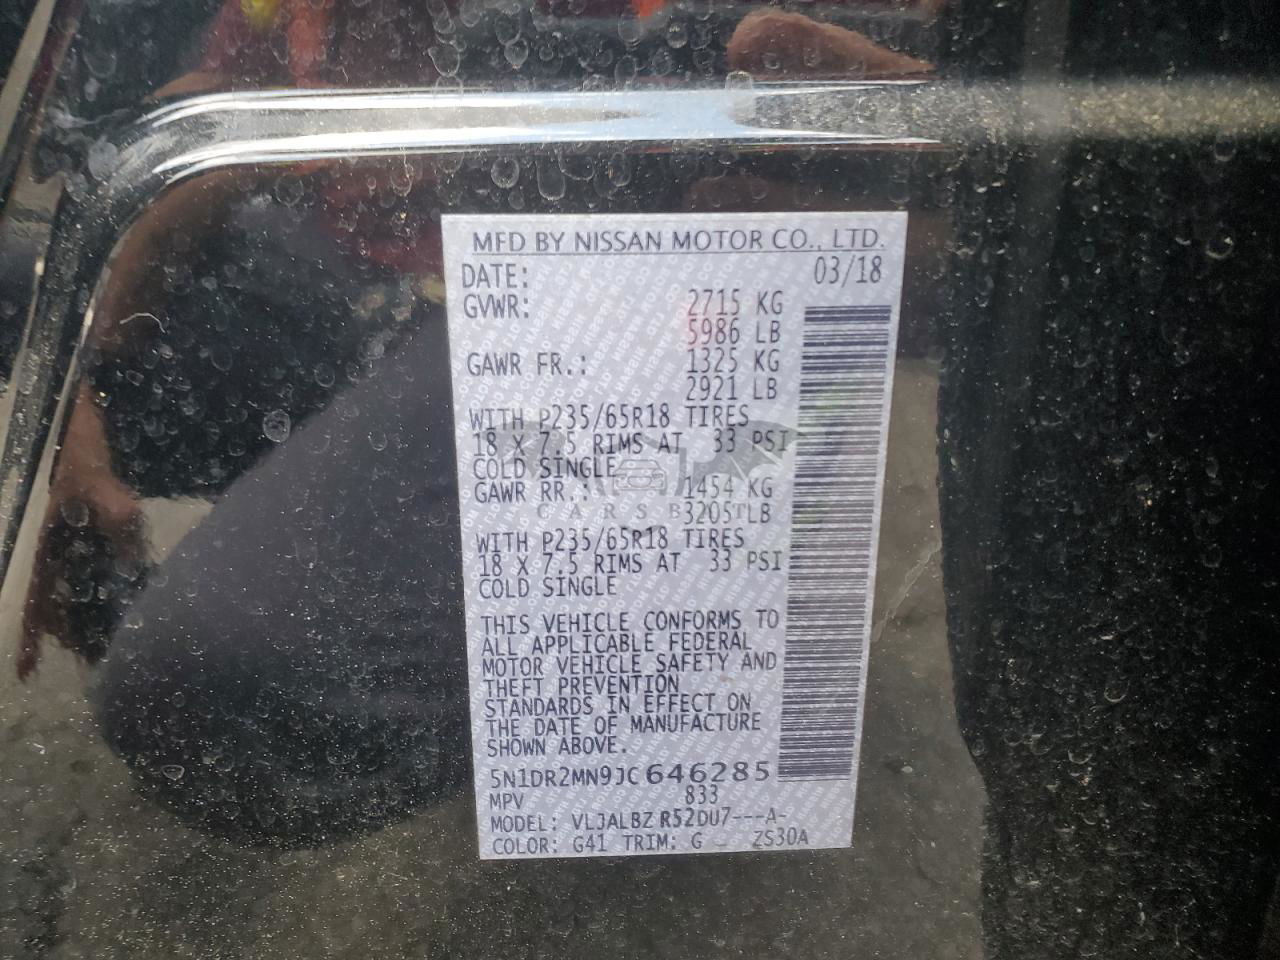 MFD BY NISSAN MOTOR CO., LTD.
DATE: 03/18
GVWR: 2715 KG
5986 LB
GAWR FR.: 1325 KG
2921 LB
WITH P235/65R18 TIRES
18 X 7.5 RIMS AT 33 PSI
COLD SINGLE
GAWR RR.: 1454 KG
3205 LB
WITH P235/65R18 TIRES
18 X 7.5 RIMS AT 33 PSI
COLD SINGLE
THIS VEHICLE CONFORMS TO
ALL APPLICABLE FEDERAL
MOTOR VEHICLE SAFETY AND
THEFT PREVENTION
STANDARDS IN EFFECT ON
THE DATE OF MANUFACTURE
SHOWN ABOVE.
5N1DR2MN9JC646285
MPV 833
MODEL: VLJALBZ R52DU7---A-
COLOR: G41 TRIM: G ZS30A